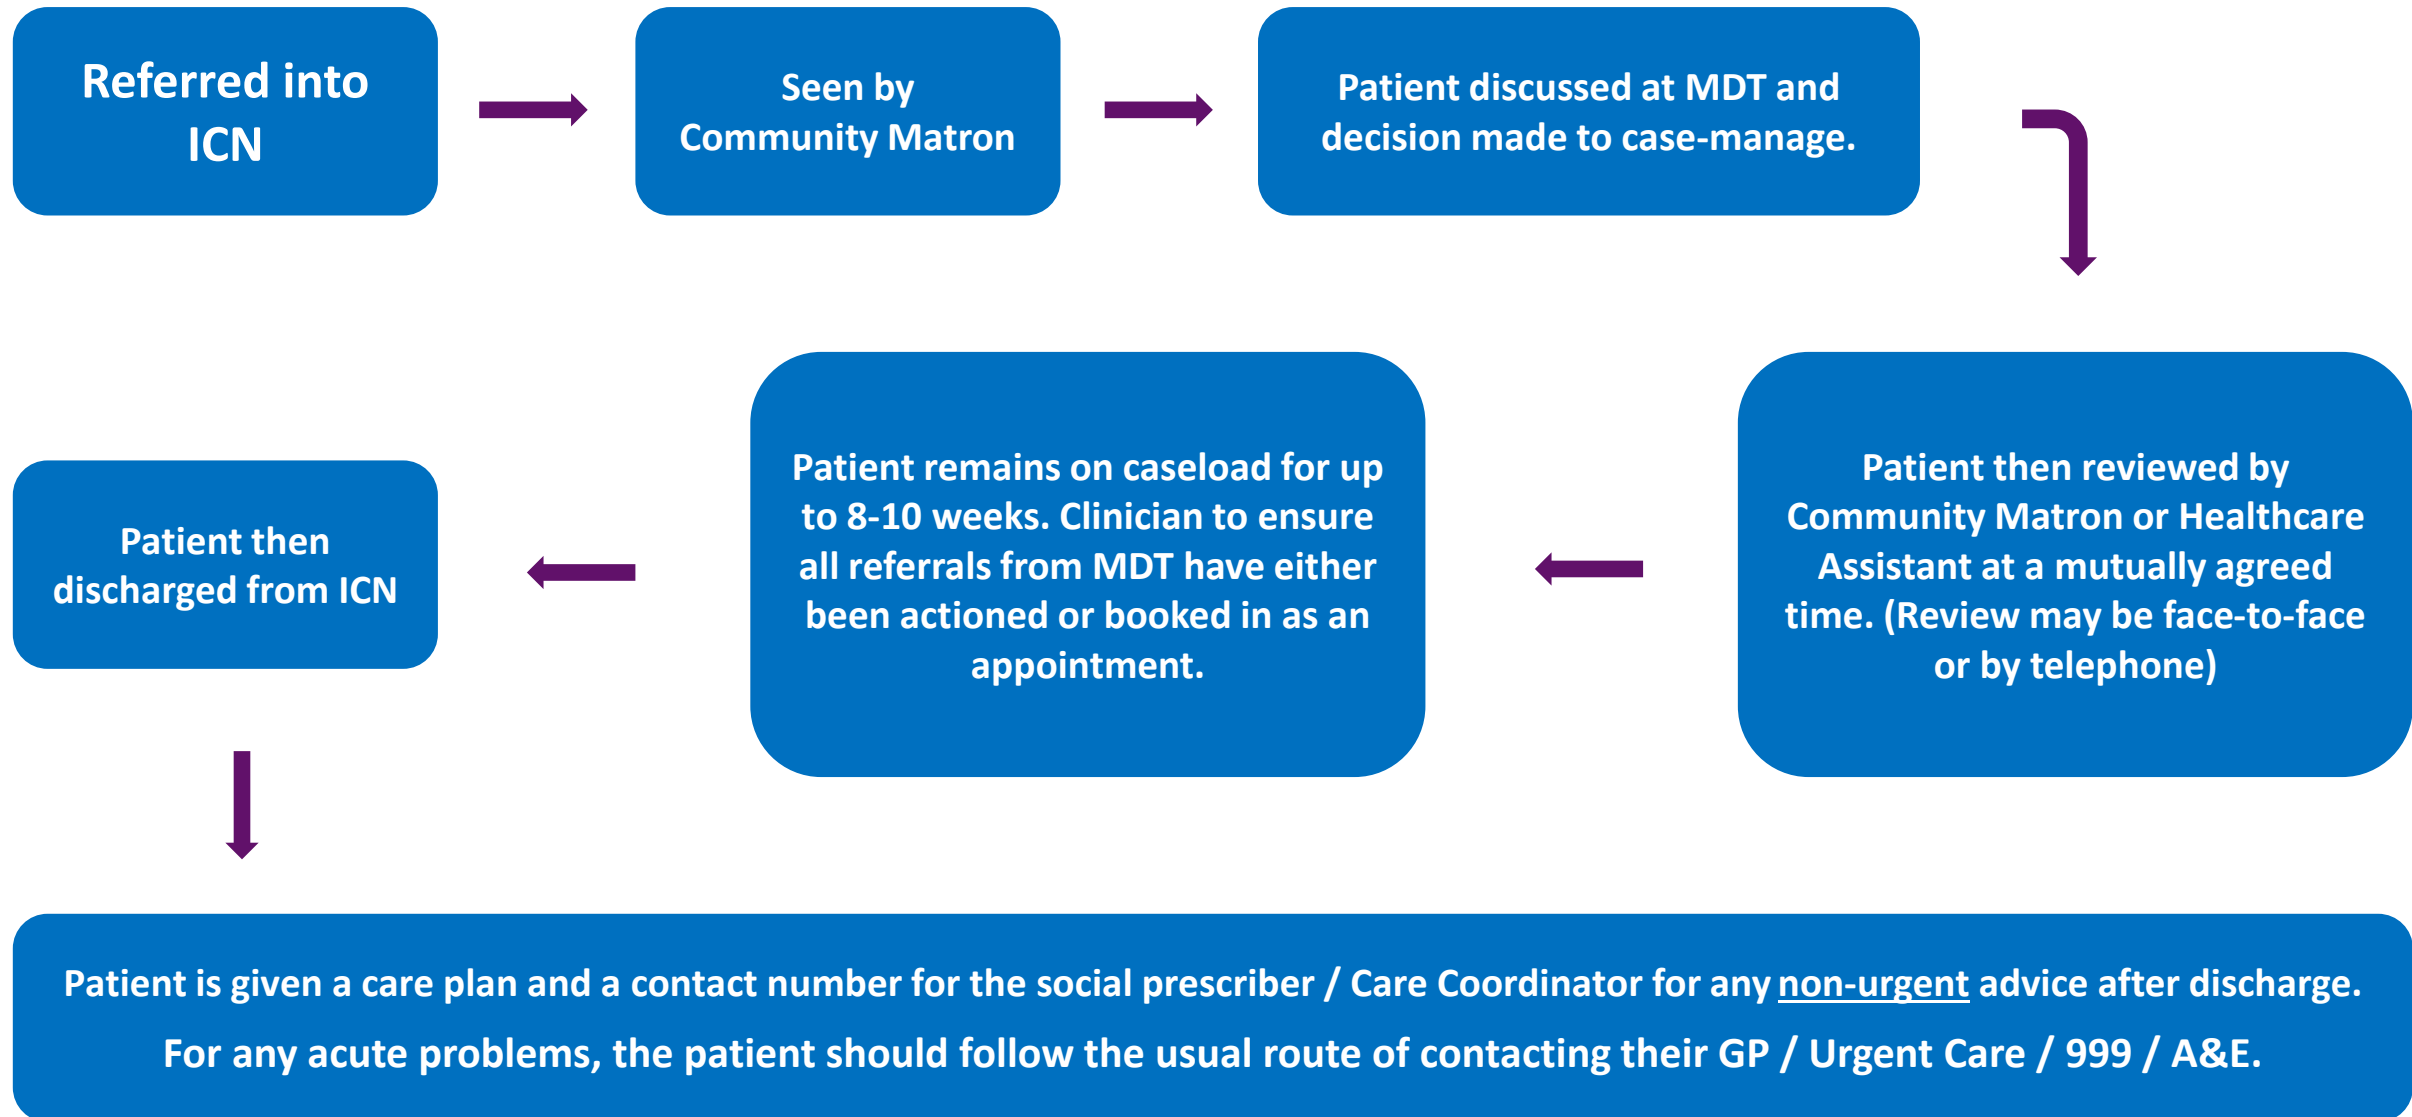 Referred into
ICN
Seen by
Community Matron
Patient discussed at MDT and
decision made to case-manage.
Patient then reviewed by
Community Matron or Healthcare
Assistant at a mutually agreed
time. (Review may be face-to-face
or by telephone)
Patient remains on caseload for up
to 8-10 weeks. Clinician to ensure
all referrals from MDT have either
been actioned or booked in as an
appointment.
Patient then
discharged from ICN
Patient is given a care plan and a contact number for the social prescriber / Care Coordinator for any non-urgent advice after discharge.
For any acute problems, the patient should follow the usual route of contacting their GP / Urgent Care / 999 / A&E.